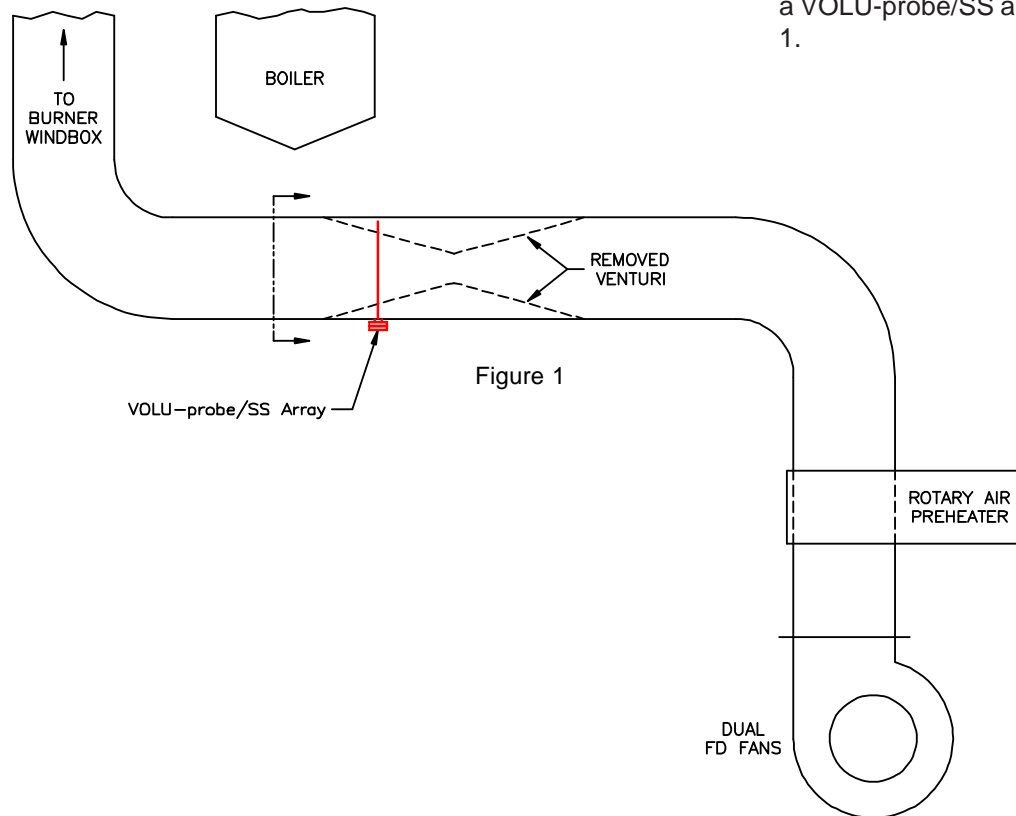 a VOLU-probe/SS a
1.
BOILER
TO
BURNER
WINDBOX
REMOVED
VENTURI
Figure 1
VOLU-probe/SS Array
ROTARY AIR
PREHEATER
DUAL
FD FANS